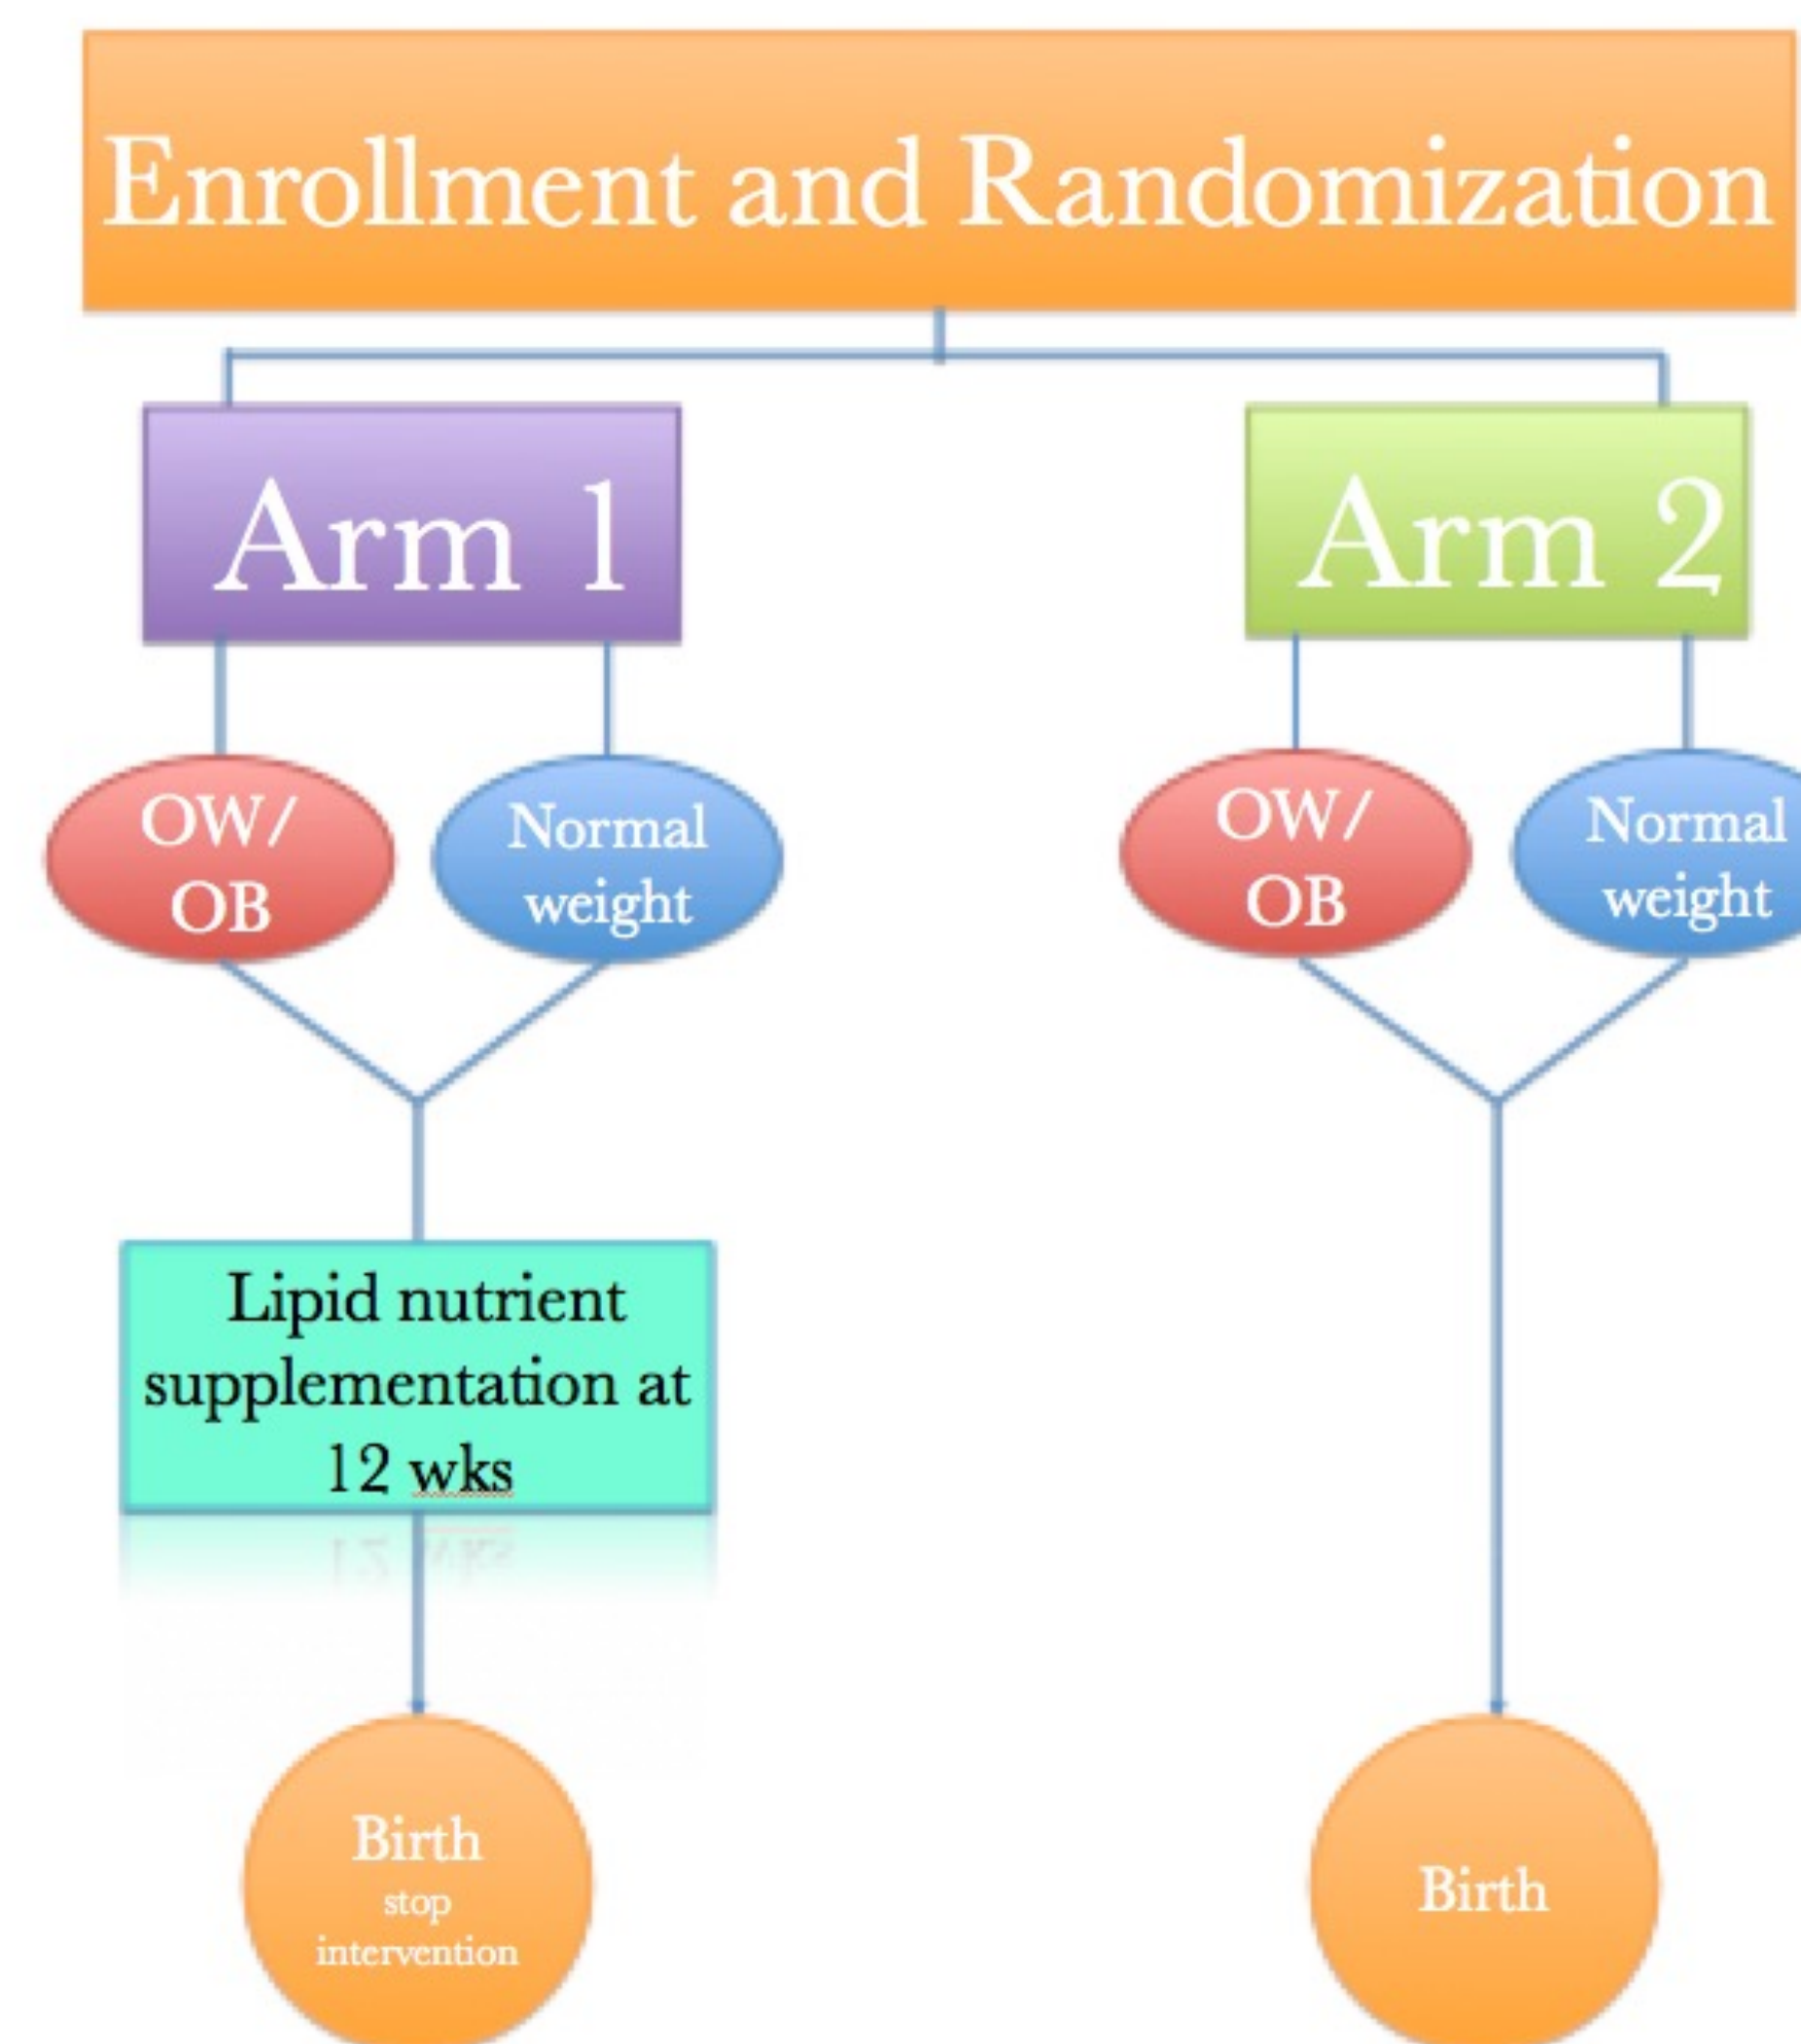 Enrollment and Randomization
Arm 1
Arm 2
OW/
OB
Normal
weight
OW/
OB
Normal
weight
Lipid nutrient
supplementation at
12 wks
Birth
stop
intervention
Birth